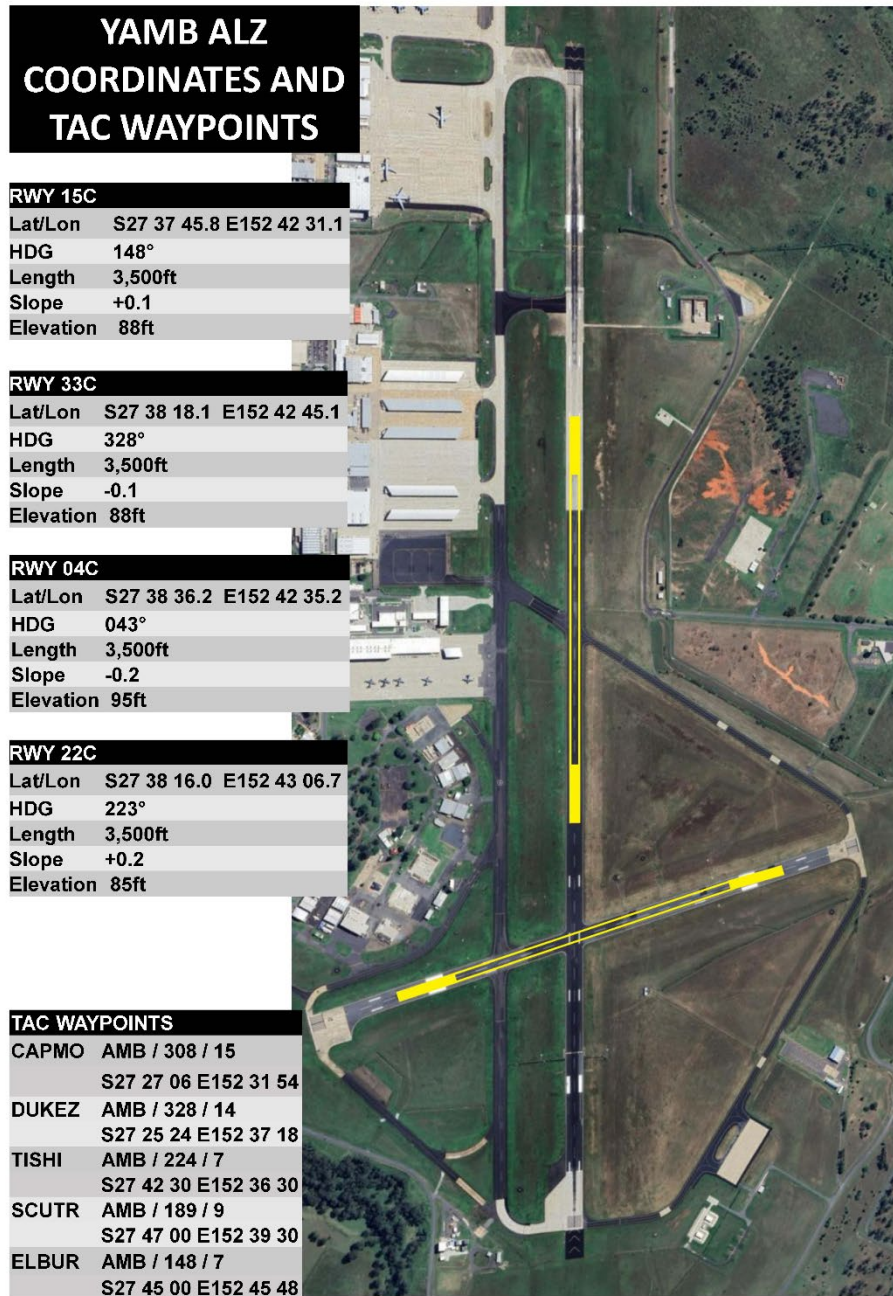 YAMB ALZ
COORDINATES AND
TAC WAYPOINTS
RWY 15C
Lat/Lon S27 37 45.8 E152 42 31.1
HDG 148°
Length 3,500ft
Slope +0.1
Elevation 88ft
RWY 33C
Lat/Lon S27 38 18.1 E152 42 45.1
HDG 328°
Length 3,500ft
Slope -0.1
Elevation 88ft
RWY 04C
Lat/Lon S27 38 36.2 E152 42 35.2
HDG 043°
Length 3,500ft
Slope -0.2
Elevation 95ft
RWY 22C
Lat/Lon S27 38 16.0 E152 43 06.7
HDG 223°
Length 3,500ft
Slope +0.2
Elevation 85ft
TAC WAYPOINTS
CAPMO AMB / 308 / 15
S27 27 06 E152 31 54
DUKEZ AMB / 328 / 14
S27 25 24 E152 37 18
TISHI AMB / 224 / 7
S27 42 30 E152 36 30
SCUTR AMB / 189 / 9
S27 47 00 E152 39 30
ELBUR AMB / 148 / 7
S27 45 00 E152 45 48